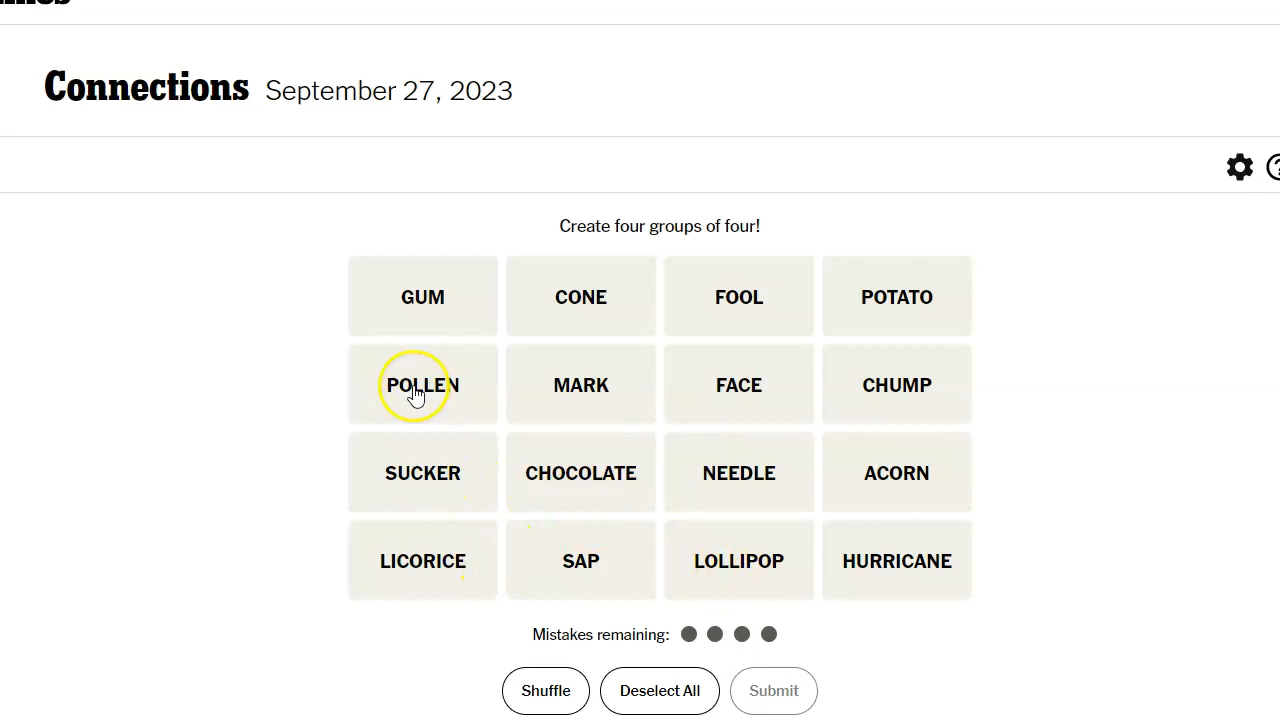 Connections September 27, 2023
Create four groups of four!
GUM CONE FOOL POTATO
POLLEN MARK FACE CHUMP
SUCKER CHOCOLATE NEEDLE ACORN
LICORICE SAP LOLLIPOP HURRICANE
Mistakes remaining:
Shuffle Deselect All Submit